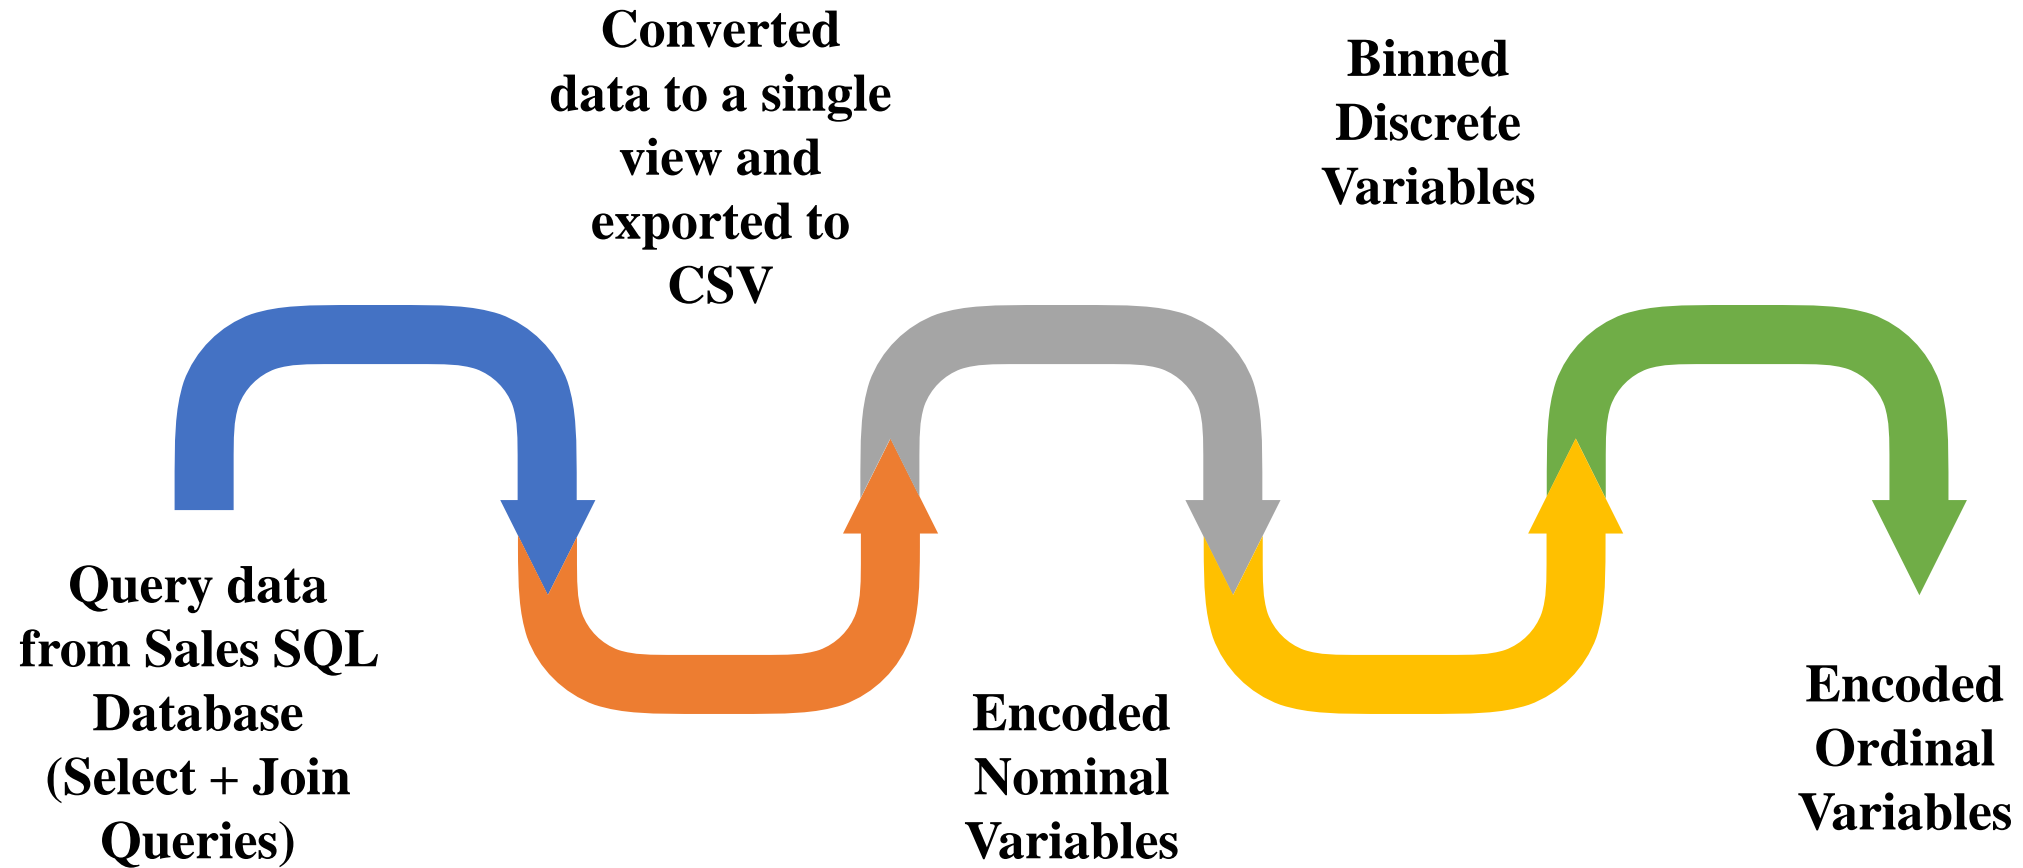 Query data
from Sales SQL
Database
(Select + Join
Queries)
Converted
data to a single
view and
exported to
CSV
Encoded
Nominal
Variables
Binned
Discrete
Variables
Encoded
Ordinal
Variables